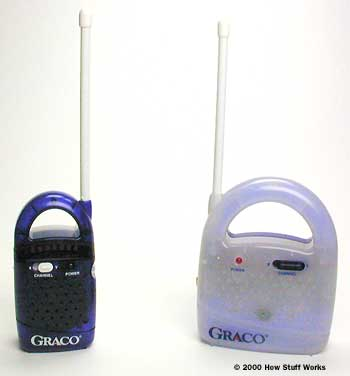 CHANNEL POWER
GRACO®
POWER
CHANNEL
GRACO®
© 2000 How Stuff Works